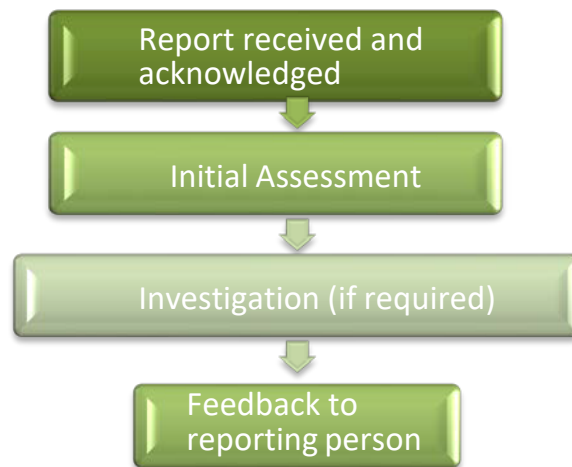 Report received and
acknowledged
Initial Assessment
Investigation (if required)
Feedback to
reporting person